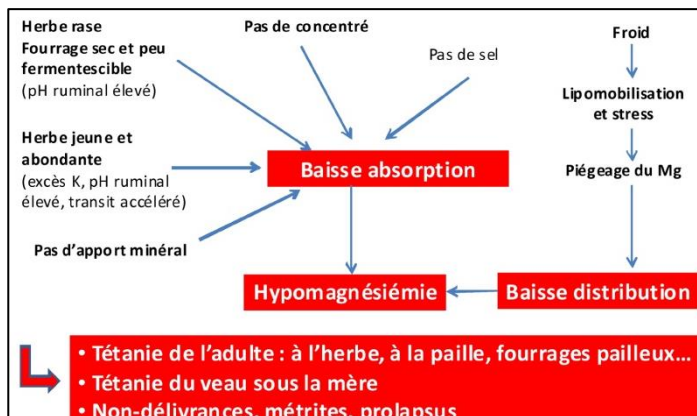 Herbe rase
Fourrage sec et peu
fermentescible
(pH ruminal élevé)
Pas de concentré
Pas de sel
Froid
Lipomobilisation
et stress
Herbe jeune et
abondante
(excès K, pH ruminal
élevé, transit accéléré)
Baisse absorption
Piégeage du Mg
Pas d'apport minéral
Hypomagnésiémie
Baisse distribution
• Tétanie de l'adulte : à l'herbe, à la paille, fourrages pailleux...
• Tétanie du veau sous la mère
• Non-délivrances, métrites, prolapsus